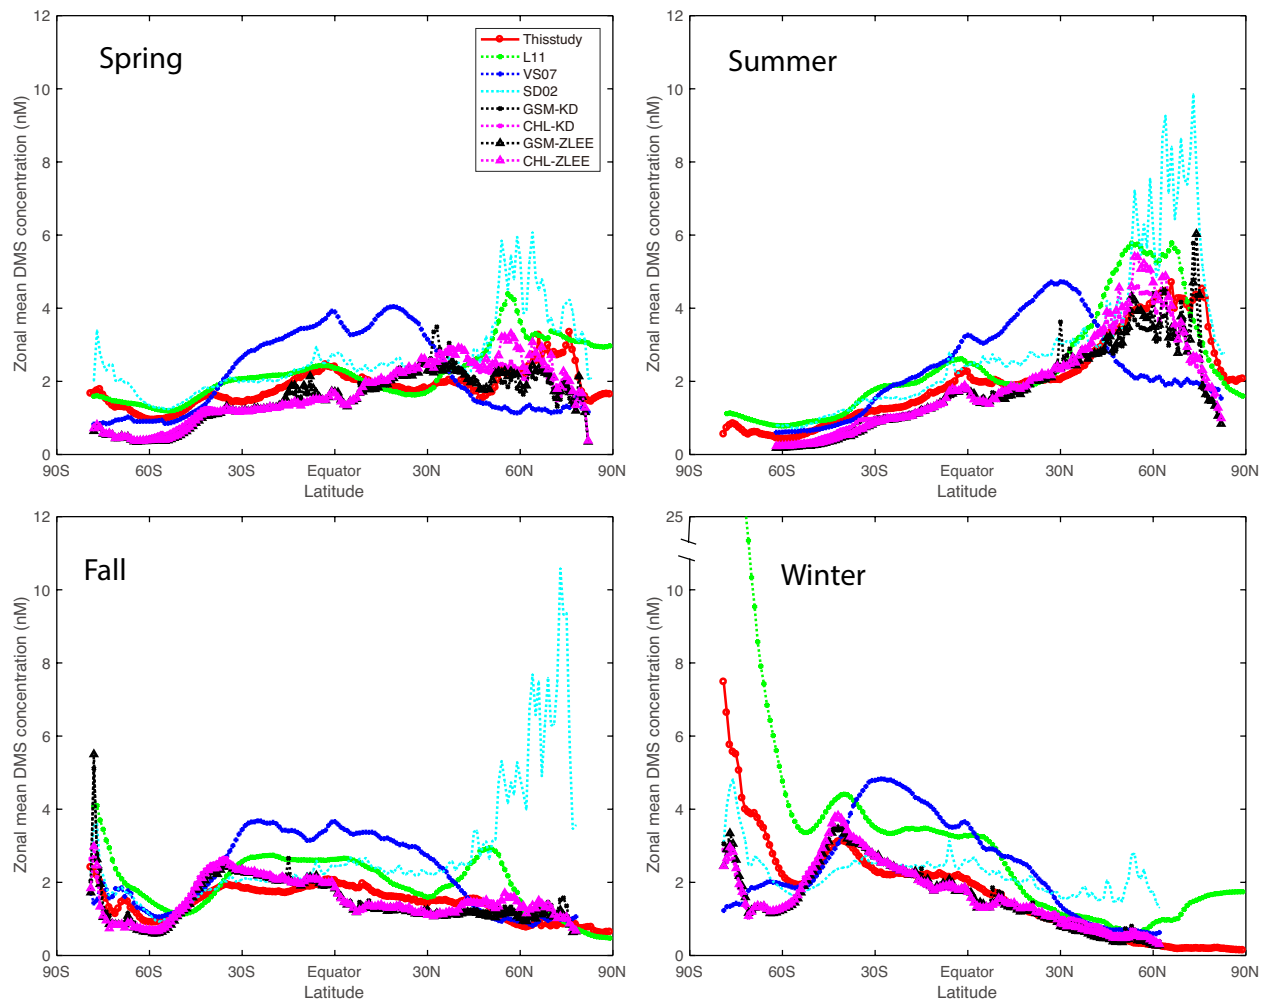 Spring
Thisstudy
L11
VS07
SD02
GSM-KD
CHL-KD
GSM-ZLEE
CHL-ZLEE
Zonal mean DMS concentration (nM)
12
10
8
6
4
2
0
90S 60S 30S Equator 30N 60N 90N
Latitude
Summer
Zonal mean DMS concentration (nM)
12
10
8
6
4
2
0
90S 60S 30S Equator 30N 60N 90N
Latitude
Fall
Zonal mean DMS concentration (nM)
12
10
8
6
4
2
0
90S 60S 30S Equator 30N 60N 90N
Latitude
Winter
Zonal mean DMS concentration (nM)
25
10
8
6
4
2
0
90S 60S 30S Equator 30N 60N 90N
Latitude